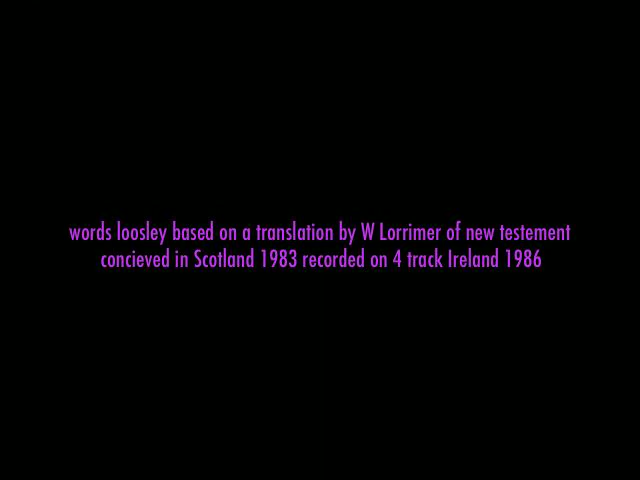 words loosley based on a translation by W Lorrimer of new testement
concieved in Scotland 1983 recorded on 4 track Ireland 1986